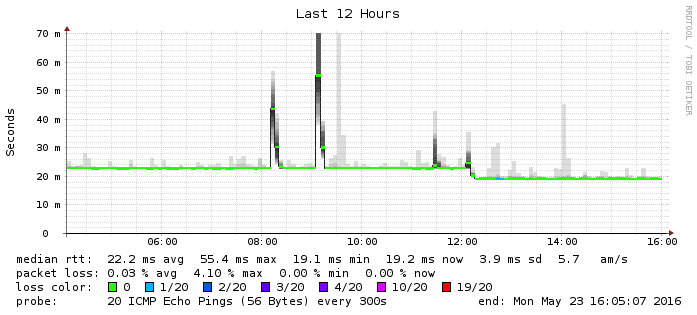 Last 12 Hours
RRDTOOL / TOBI OETIKER
Seconds
70 m
60 m
50 m
40 m
30 m
20 m
10 m
0
06:00 08:00 10:00 12:00 14:00 16:00
median rtt: 22.2 ms avg 55.4 ms max 19.1 ms min 19.2 ms now 3.9 ms sd 5.7 am/s
packet loss: 0.03 % avg 4.10 % max 0.00 % min 0.00 % now
loss color: 0 1/20 2/20 3/20 4/20 10/20 19/20
probe: 20 ICMP Echo Pings (56 Bytes) every 300s end: Mon May 23 16:05:07 2016